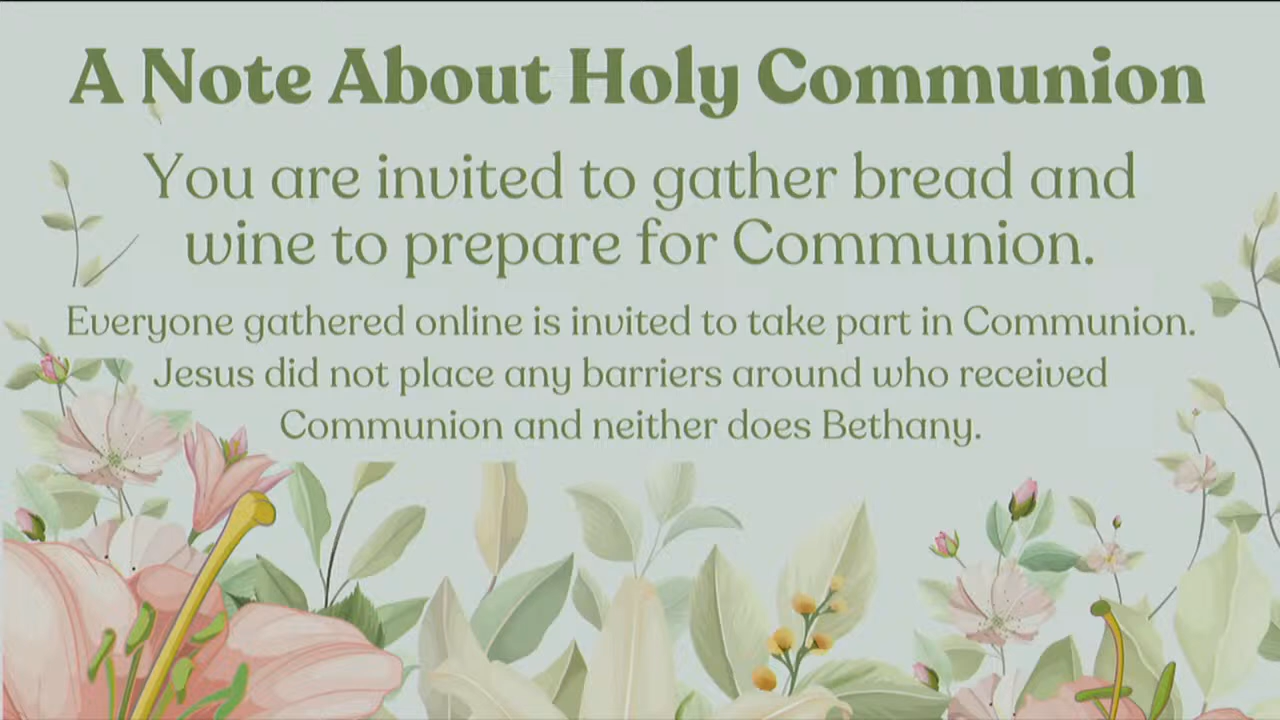 A Note About Holy Communion
You are invited to gather bread and
wine to prepare for Communion.
Everyone gathered online is invited to take part in Communion.
Jesus did not place any barriers around who received
Communion and neither does Bethany.